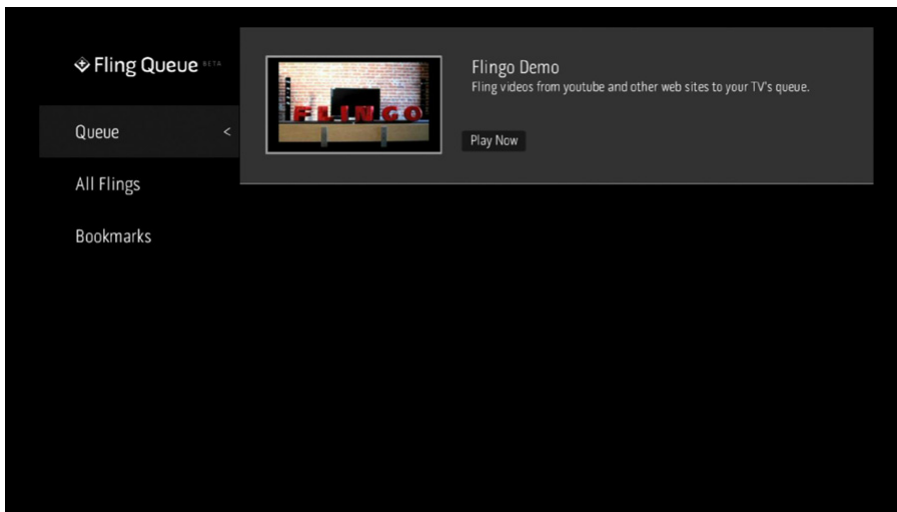 Fling Queue BETA
Queue <
All Flings
Bookmarks
FLINGO
Flingo Demo
Fling videos from youtube and other web sites to your TV's queue.
Play Now